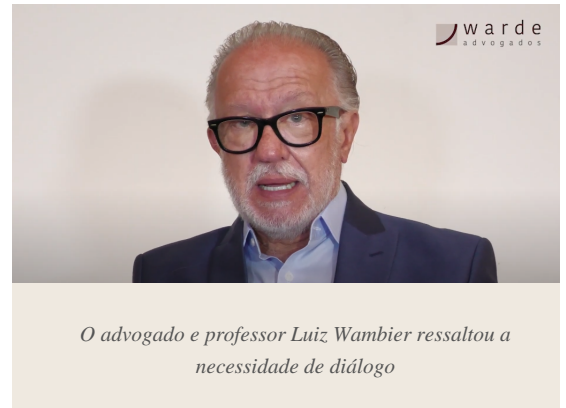 warde
advogados
O advogado e professor Luiz Wambier ressaltou a
necessidade de diálogo